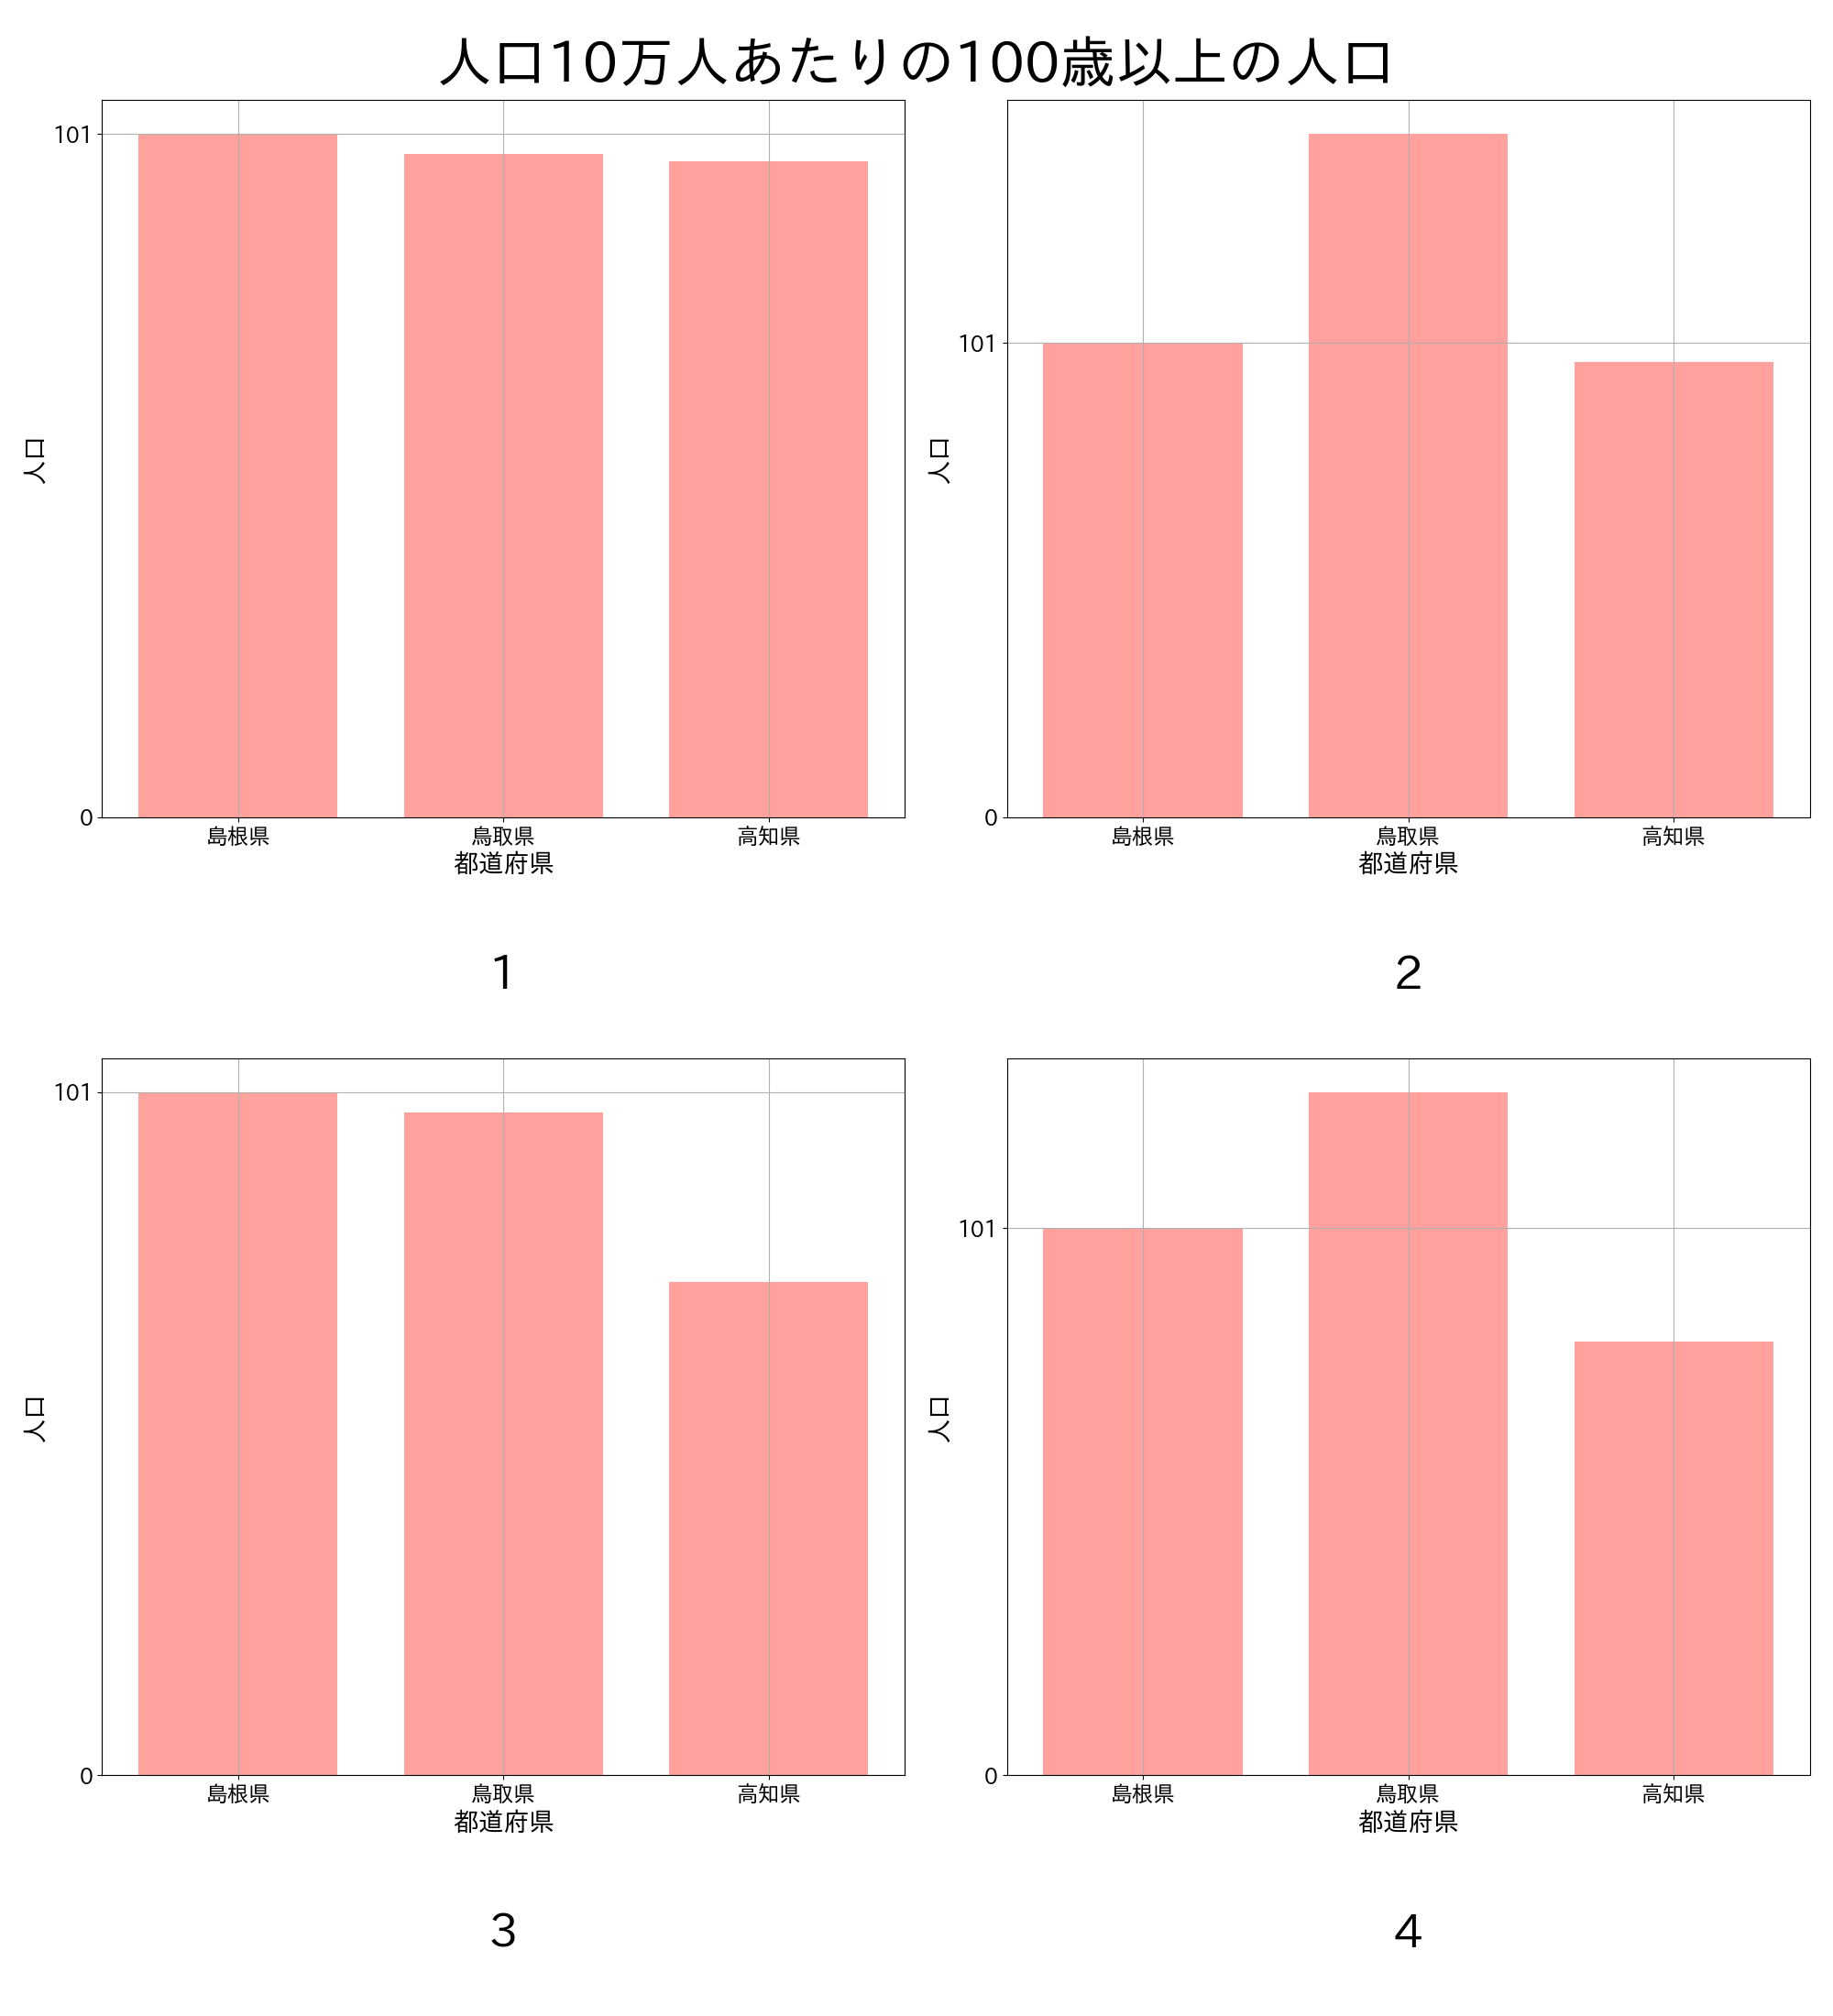 人口10万人あたりの100歳以上の人口
101
人口
0
島根県 鳥取県 高知県
都道府県
1
101
人口
0
島根県 鳥取県 高知県
都道府県
2
101
人口
0
島根県 鳥取県 高知県
都道府県
3
101
人口
0
島根県 鳥取県 高知県
都道府県
4